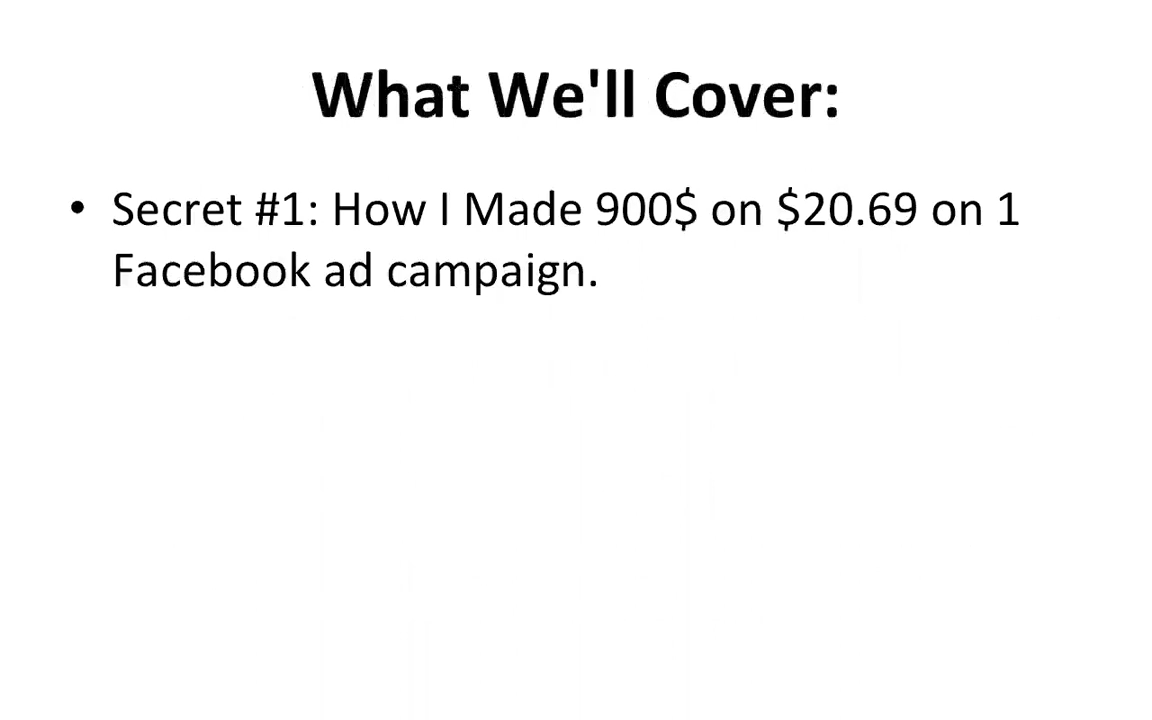 What We'll Cover:
• Secret #1: How I Made 900$ on $20.69 on 1
Facebook ad campaign.